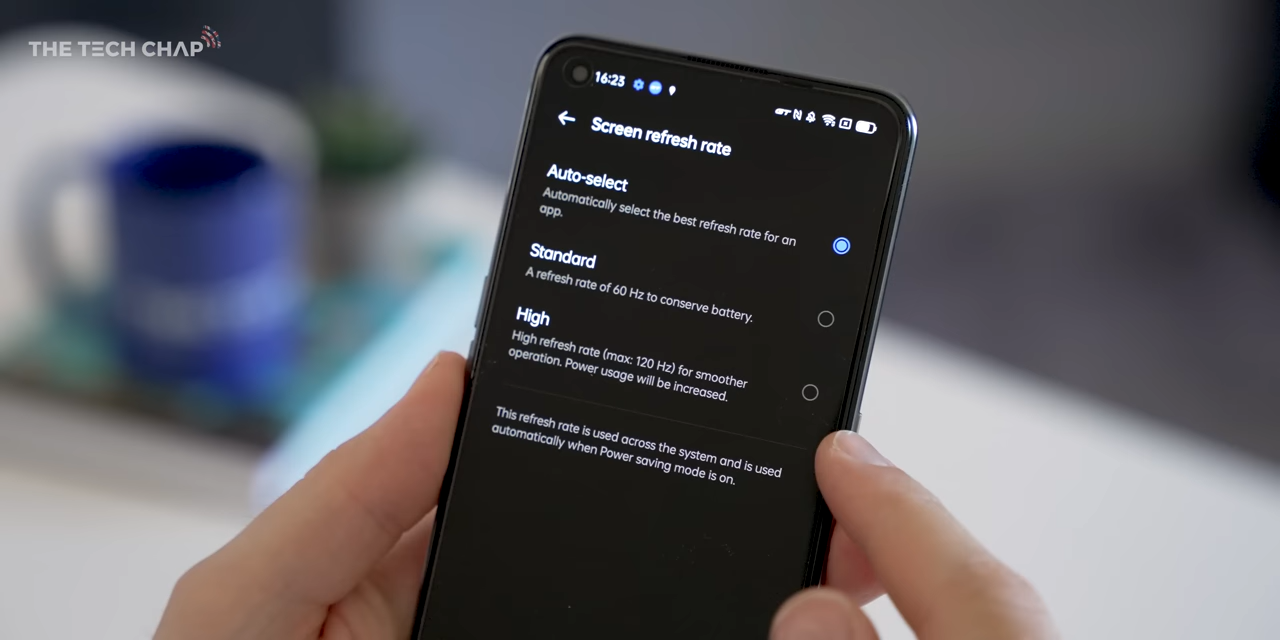 THE TECH CHAP
16:23
Screen refresh rate
Auto-select
Automatically select the best refresh rate for an
app.
Standard
A refresh rate of 60 Hz to conserve battery.
High
High refresh rate (max: 120 Hz) for smoother
operation. Power usage will be increased.
This refresh rate is used across the system and is used
automatically when Power saving mode is on.